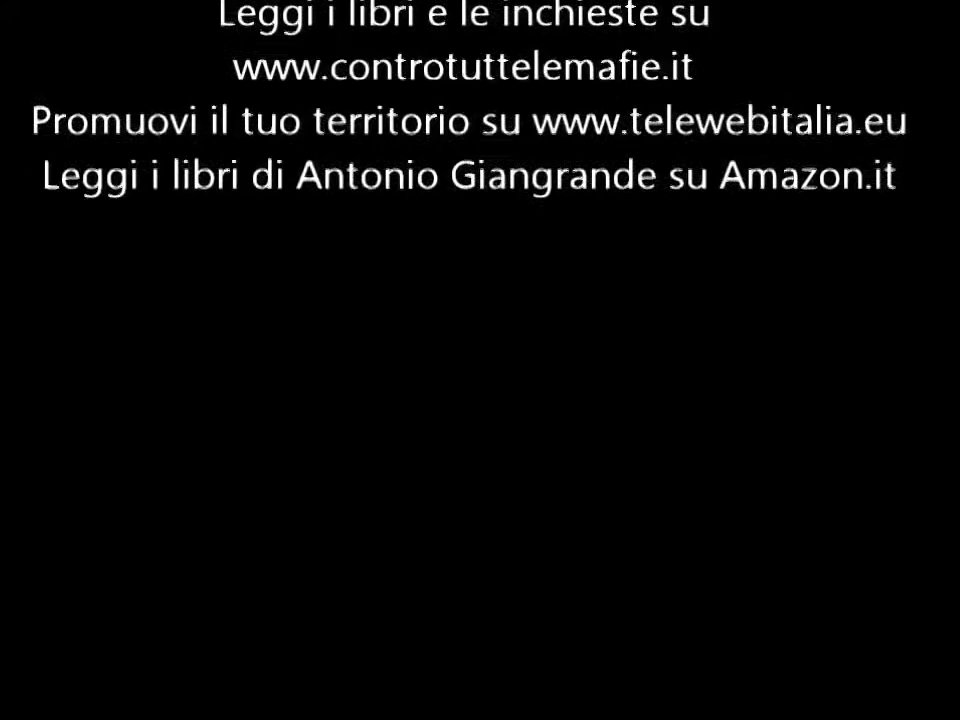 Leggi i libri e le inchieste su
www.controtuttelemafie.it
Promuovi il tuo territorio su www.telewebitalia.eu
Leggi i libri di Antonio Giangrande su Amazon.it